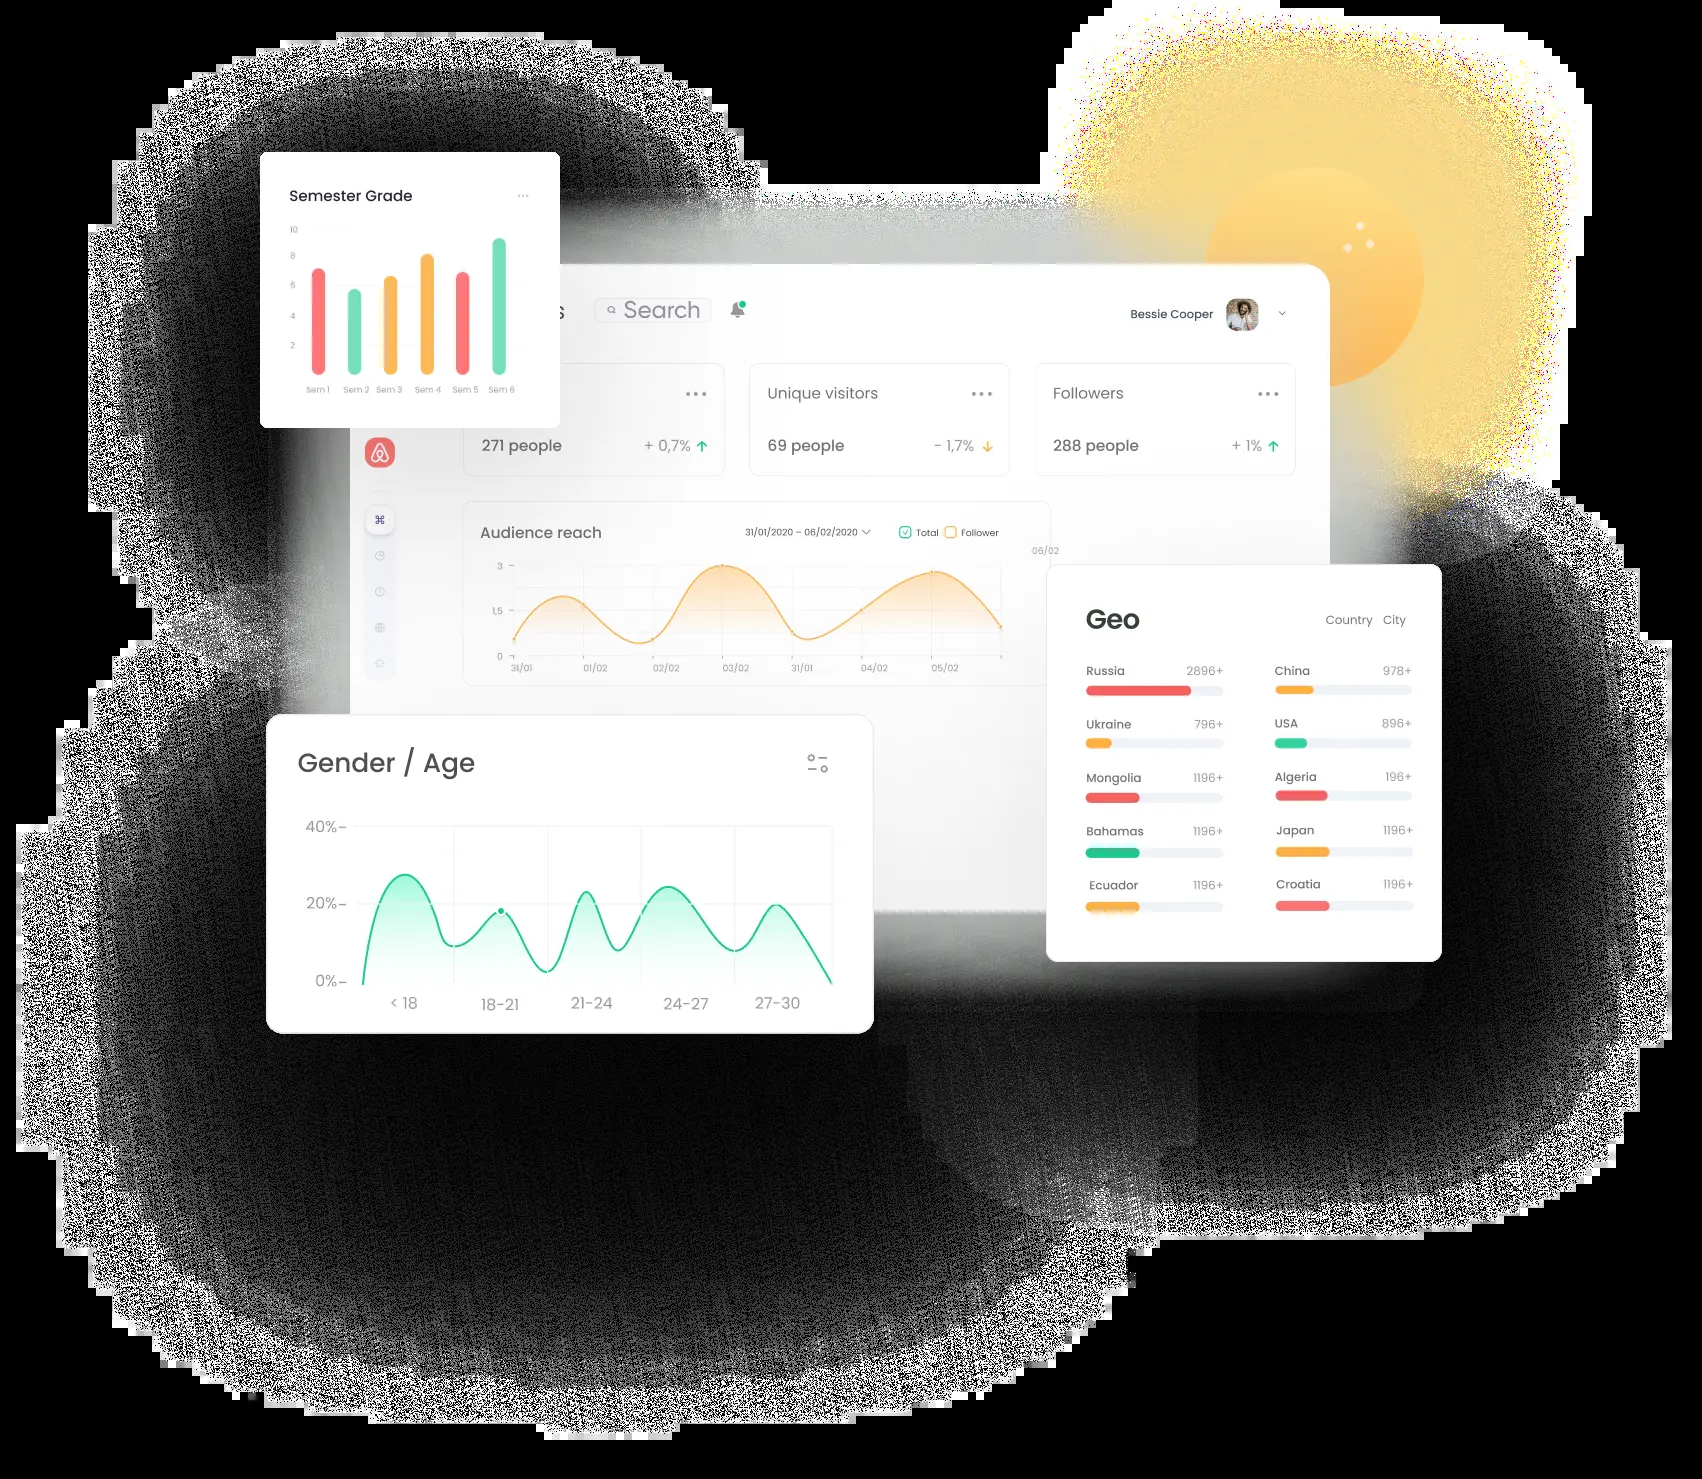 Semester Grade
10
8
6
4
2
Sem 1 Sem 2 Sem 3 Sem 4 Sem 5 Sem 6
s
Search
Bessie Cooper
271 people + 0,7%
Unique visitors
69 people - 1,7%
Followers
288 people + 1%
Audience reach
31/01/2020 – 06/02/2020
Total Follower
06/02
3
1,5
0
31/01 01/02 02/02 03/02 31/01 04/02 05/02
Geo
Country City
Russia 2896+ China 978+
Ukraine 796+ USA 896+
Mongolia 1196+ Algeria 196+
Bahamas 1196+ Japan 1196+
Ecuador 1196+ Croatia 1196+
Gender / Age
40%-
20%-
0%-
< 18 18-21 21-24 24-27 27-30